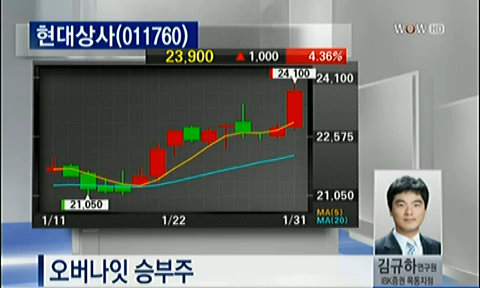 현대상사(011760)
WOW HD
23,900 ▲ 1,000 4.36%
24,100
24,100
22,575
21,050
21,050
1/11 1/22 1/31
MA(5)
MA(20)
김규하 연구원
IBK증권 목동지점
오버나잇 승부주